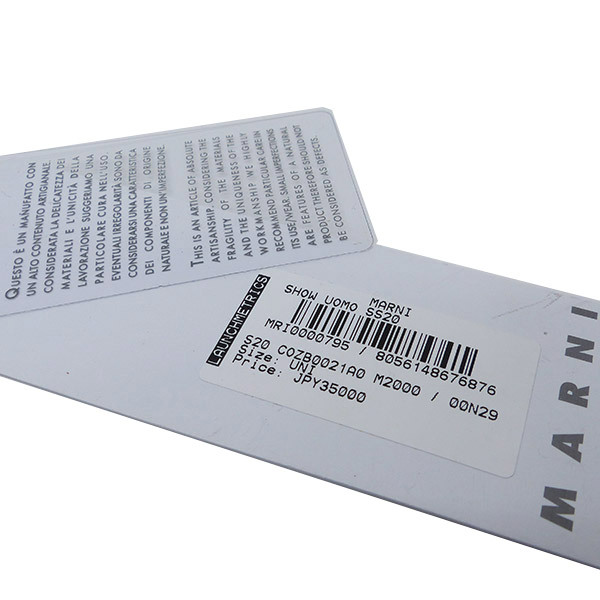 QUESTO È UN MANUFATTO CON
UN ALTO CONTENUTO ARTIGIANALE.
CONSIDERATA LA DELICATEZZA DEI
MATERIALI E L'UNICITÀ DELLA
LAVORAZIONE SUGGERIAMO UNA
PARTICOLARE CURA NELL'USO.
EVENTUALI IRREGOLARITÀ SONO DA
CONSIDERARSI UNA CARATTERISTICA
DEI COMPONENTI DI ORIGINE
NATURALE E NON UN'IMPERFEZIONE.
THIS IS AN ARTICLE OF ABSOLUTE
ARTISANSHIP. CONSIDERING THE
FRAGILITY OF THE MATERIALS
AND THE UNIQUENESS OF THE
WORKMANSHIP WE HIGHLY
RECOMMEND PARTICULAR CARE IN
ITS USE/WEAR. SMALL IMPERFECTIONS
ARE FEATURES OF A NATURAL
PRODUCT THEREFORE SHOULD NOT
BE CONSIDERED AS DEFECTS.
LAUNCHMETRICS
MARNI
SHOW UOMO SS20
MRI0000795 / 8056148676876
S20 COZB0021A0 M2000 / 00N29
Size: UNI
Price: JPY35000
MARNI